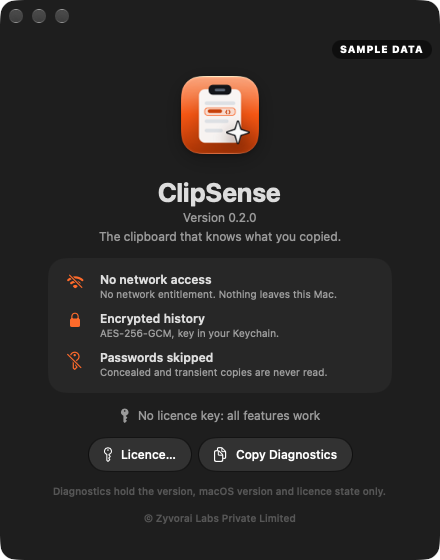 SAMPLE DATA
ClipSense
Version 0.2.0
The clipboard that knows what you copied.
No network access
No network entitlement. Nothing leaves this Mac.
Encrypted history
AES-256-GCM, key in your Keychain.
Passwords skipped
Concealed and transient copies are never read.
No licence key: all features work
Licence...
Copy Diagnostics
Diagnostics hold the version, macOS version and licence state only.
© Zyvorai Labs Private Limited